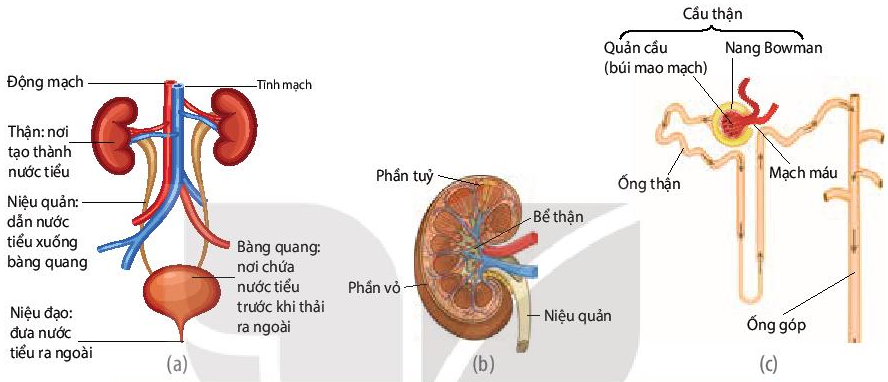 Động mạch
Tĩnh mạch
Thận: nơi
tạo thành
nước tiểu
Niệu quản:
dẫn nước
tiểu xuống
bàng quang
Bàng quang:
nơi chứa
nước tiểu
trước khi thải
ra ngoài
Niệu đạo:
đưa nước
tiểu ra ngoài
(a)
Phần tuỷ
Bể thận
Phần vỏ
Niệu quản
(b)
Cầu thận
Quản cầu
(búi mao mạch)
Nang Bowman
Mạch máu
Ống thận
Ống góp
(c)